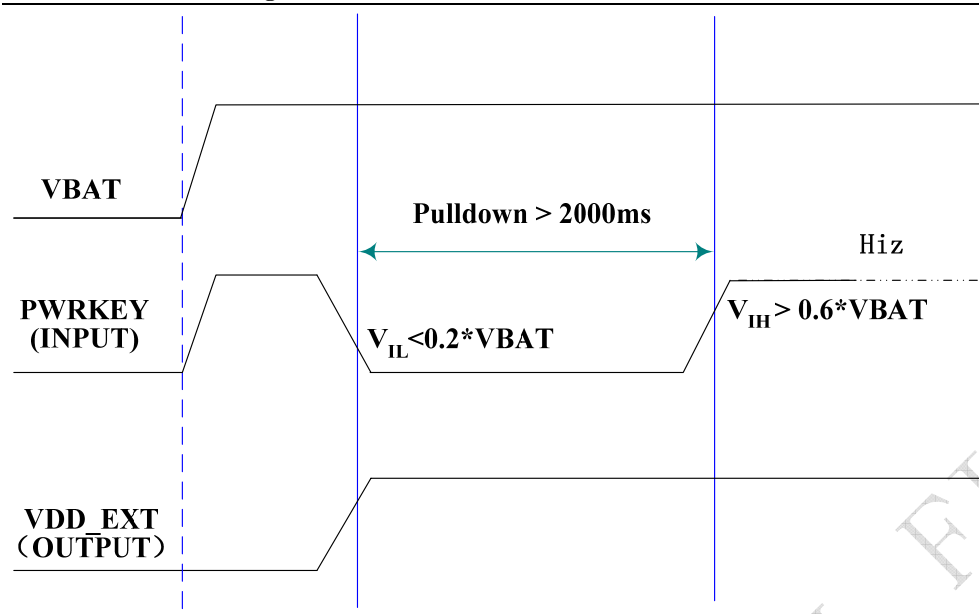 VBAT
Pulldown > 2000ms
Hiz
PWRKEY
(INPUT)
V_IL<0.2*VBAT
V_IH > 0.6*VBAT
VDD_EXT
（OUTPUT）